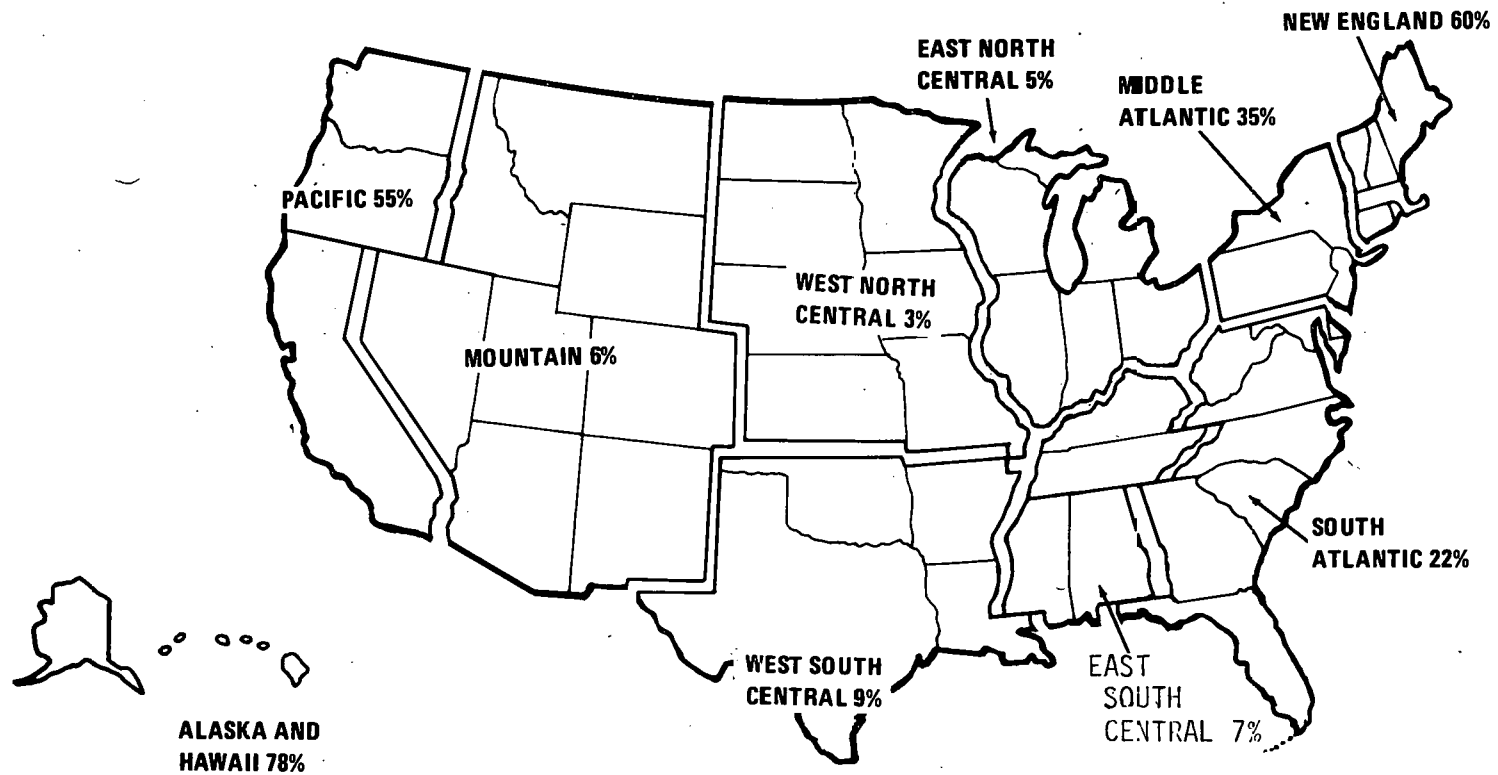 NEW ENGLAND 60%
EAST NORTH
CENTRAL 5%
MIDDLE
ATLANTIC 35%
PACIFIC 55%
WEST NORTH
CENTRAL 3%
MOUNTAIN 6%
SOUTH
ATLANTIC 22%
WEST SOUTH
CENTRAL 9%
EAST
SOUTH
CENTRAL 7%
ALASKA AND
HAWAII 78%